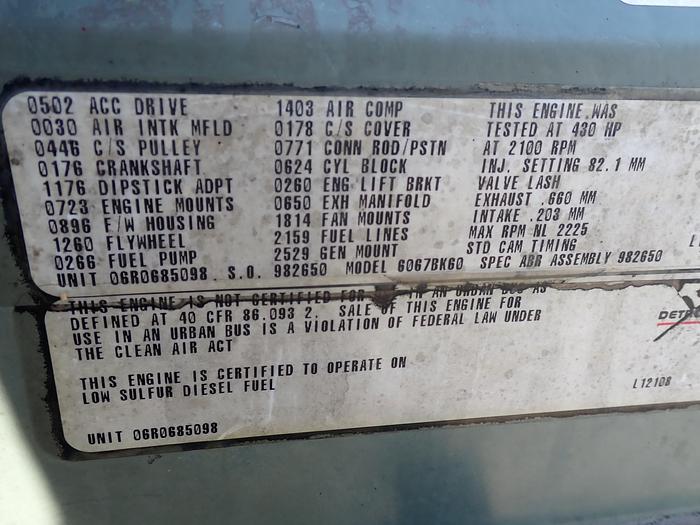 0502 ACC DRIVE 1403 AIR COMP THIS ENGINE WAS
0030 AIR INTK MFLD 0178 C/S COVER TESTED AT 430 HP
0446 C/S PULLEY 0771 CONN ROD/PSTN AT 2100 RPM
0176 CRANKSHAFT 0624 CYL BLOCK INJ. SETTING 82.1 MM
1176 DIPSTICK ADPT 0260 ENG LIFT BRKT VALVE LASH
0723 ENGINE MOUNTS 0650 EXH MANIFOLD EXHAUST .660 MM
0896 F/W HOUSING 1814 FAN MOUNTS INTAKE .203 MM
1260 FLYWHEEL 2159 FUEL LINES MAX RPM NL 2225
0266 FUEL PUMP 2529 GEN MOUNT STD CAM TIMING
UNIT 06R0685098 S.O. 982650 MODEL 6067BK60 SPEC ABR ASSEMBLY 982650
THIS ENGINE IS NOT CERTIFIED FOR IN AN URBAN BUS AS
DEFINED AT 40 CFR 86.093 2. SALE OF THIS ENGINE FOR
USE IN AN URBAN BUS IS A VIOLATION OF FEDERAL LAW UNDER
THE CLEAN AIR ACT
THIS ENGINE IS CERTIFIED TO OPERATE ON
LOW SULFUR DIESEL FUEL
L12108
UNIT 06R0685098